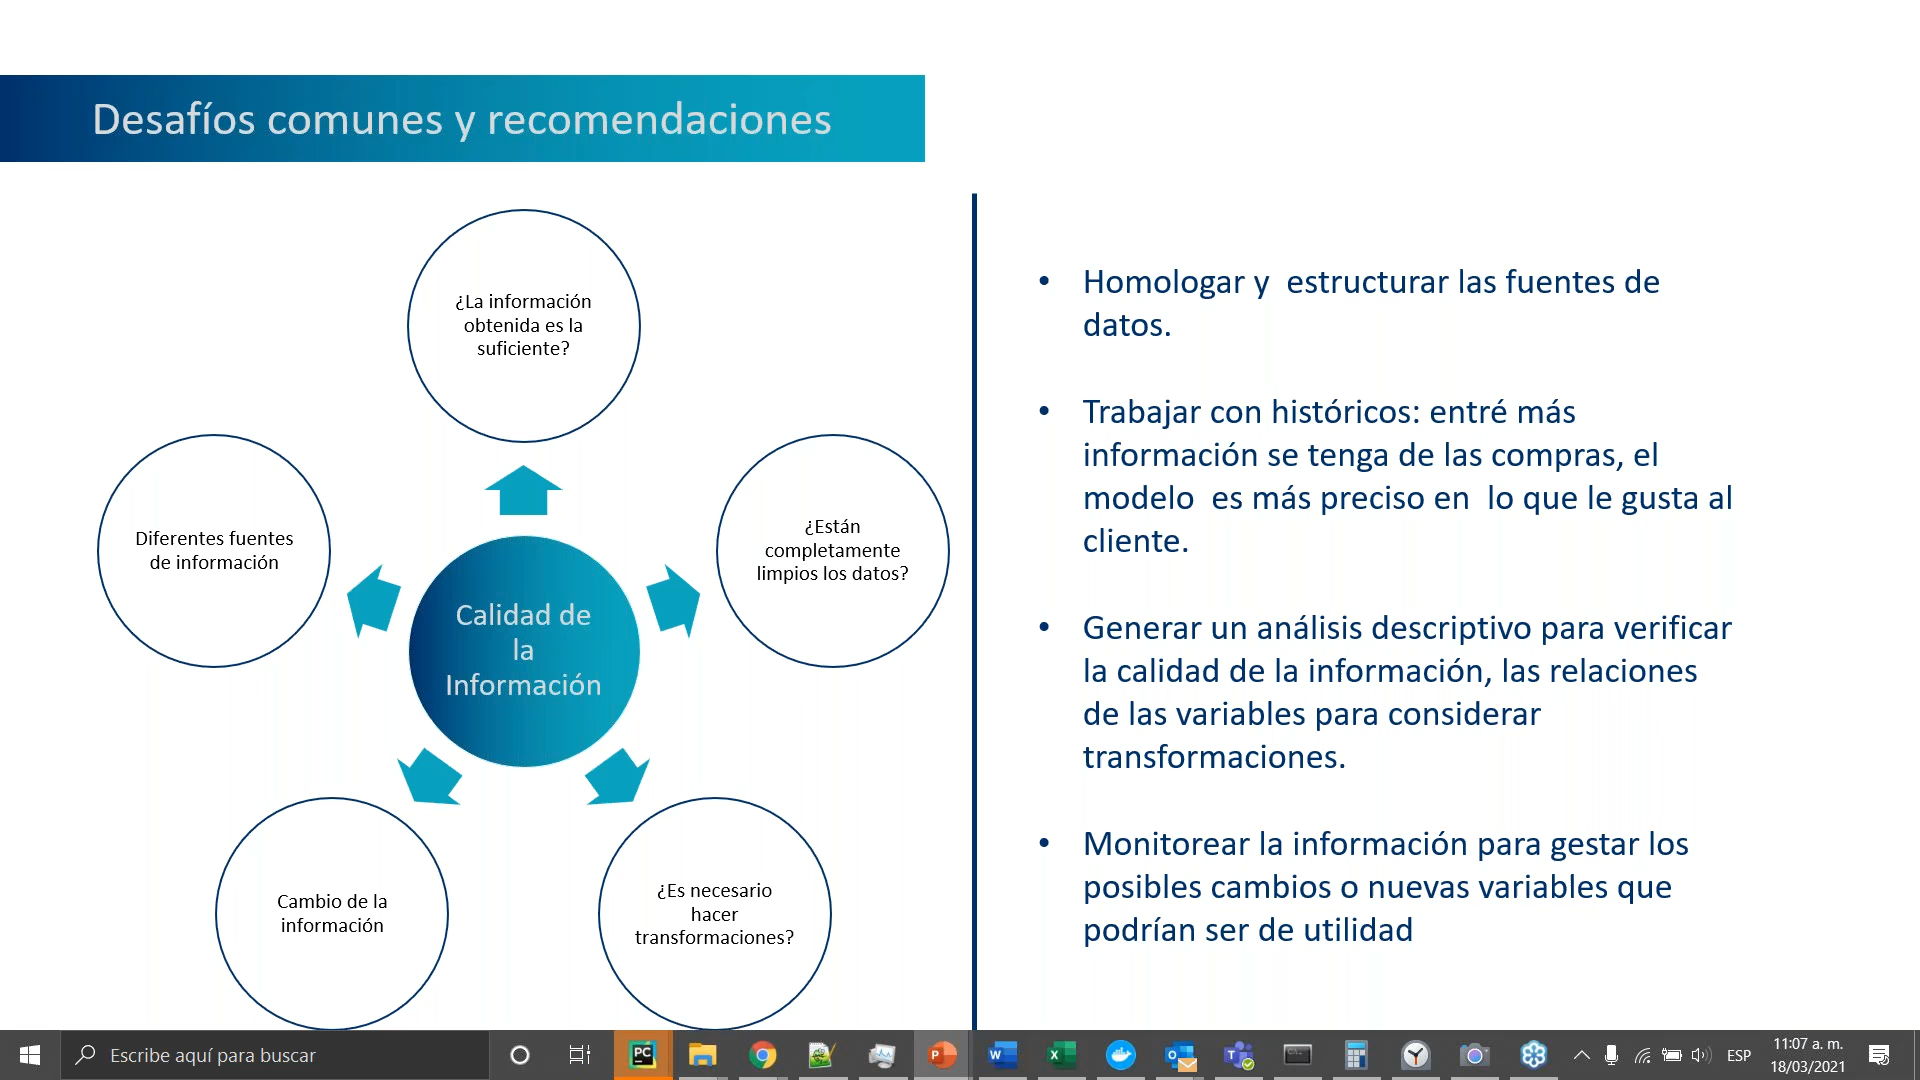 Desafíos comunes y recomendaciones
¿La información
obtenida es la
suficiente?
Diferentes fuentes
de información
¿Están
completamente
limpios los datos?
Calidad de
la
Información
Cambio de la
información
¿Es necesario
hacer
transformaciones?
• Homologar y  estructurar las fuentes de
datos.
• Trabajar con históricos: entré más
información se tenga de las compras, el
modelo  es más preciso en  lo que le gusta al
cliente.
• Generar un análisis descriptivo para verificar
la calidad de la información, las relaciones
de las variables para considerar
transformaciones.
• Monitorear la información para gestar los
posibles cambios o nuevas variables que
podrían ser de utilidad
Escribe aquí para buscar
PC
P
W
X
O
T
ESP
11:07 a. m.
18/03/2021